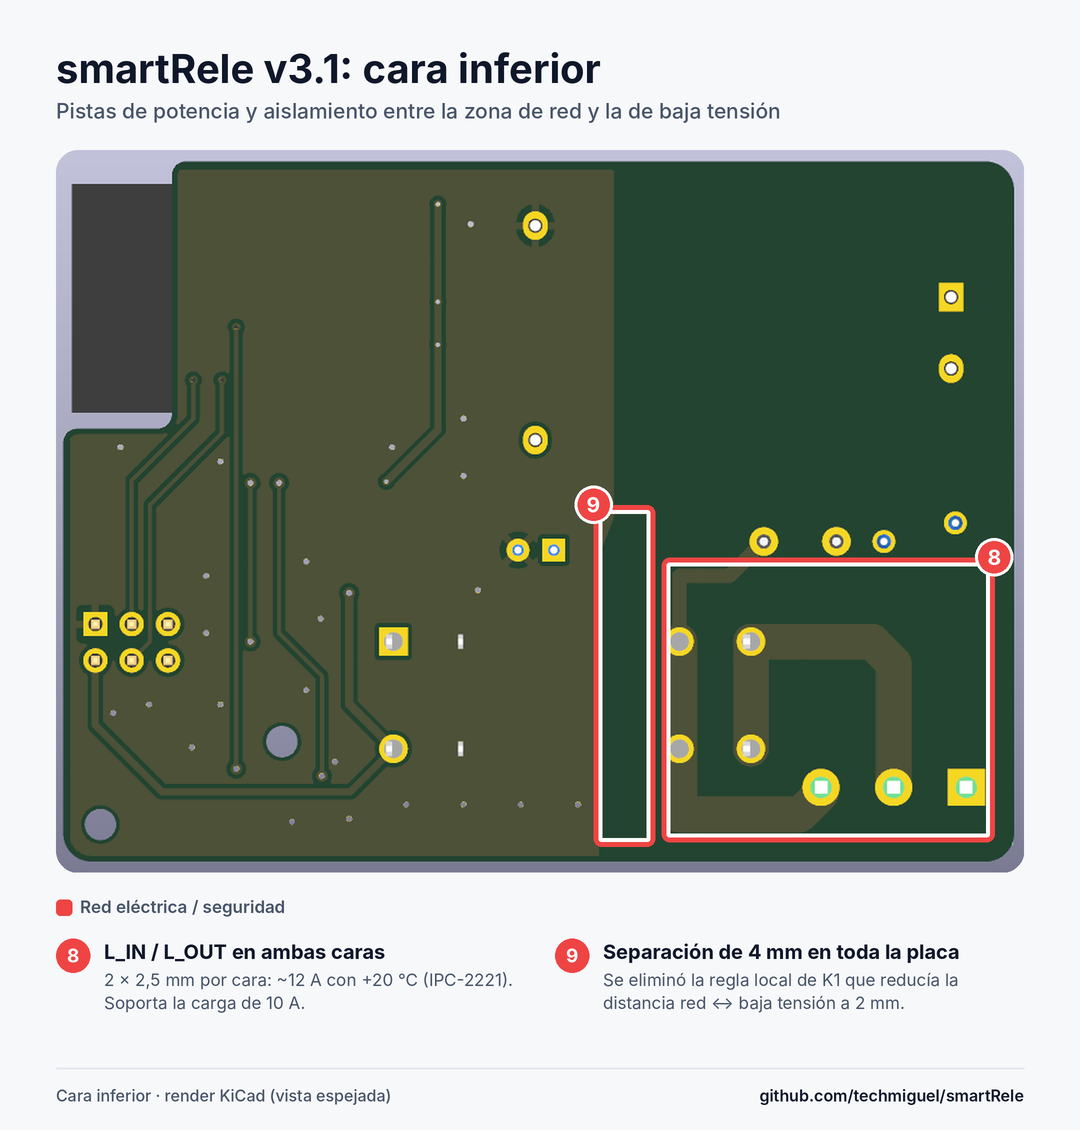 smartRele v3.1: cara inferior
Pistas de potencia y aislamiento entre la zona de red y la de baja tensión
9
8
Red eléctrica / seguridad
8 L_IN / L_OUT en ambas caras
2 × 2,5 mm por cara: ~12 A con +20 °C (IPC-2221).
Soporta la carga de 10 A.
9 Separación de 4 mm en toda la placa
Se eliminó la regla local de K1 que reducía la
distancia red ↔ baja tensión a 2 mm.
Cara inferior · render KiCad (vista espejada)
github.com/techmiguel/smartRele